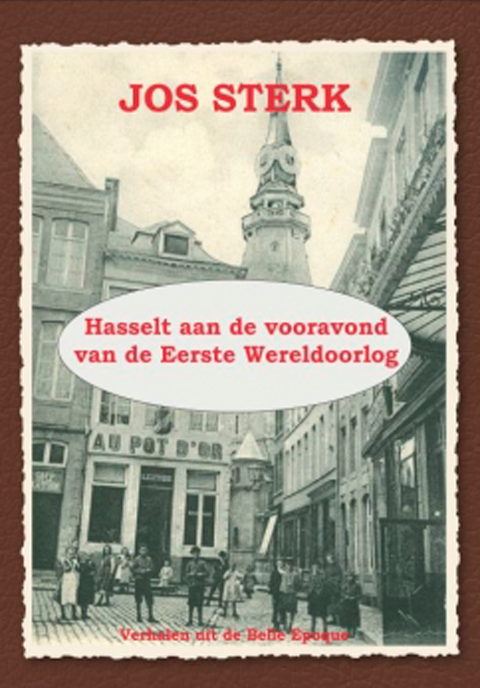 JOS STERK
Hasselt aan de vooravond
van de Eerste Wereldoorlog
AU POT D'OR
Verhalen uit de Belle Epoque